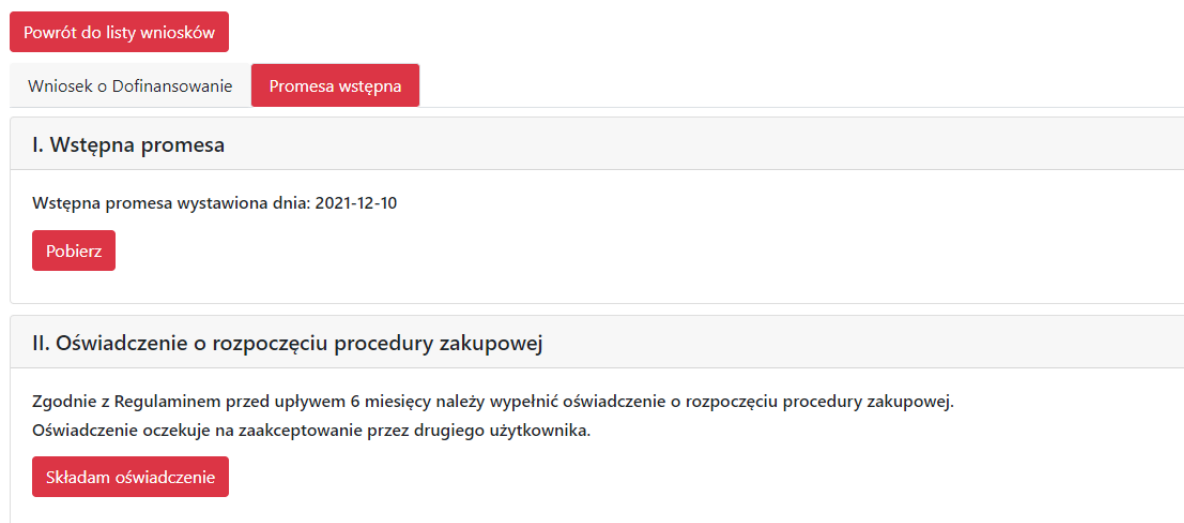 Powrót do listy wniosków
Wniosek o Dofinansowanie Promesa wstępna
I. Wstępna promesa
Wstępna promesa wystawiona dnia: 2021-12-10
Pobierz
II. Oświadczenie o rozpoczęciu procedury zakupowej
Zgodnie z Regulaminem przed upływem 6 miesięcy należy wypełnić oświadczenie o rozpoczęciu procedury zakupowej.
Oświadczenie oczekuje na zaakceptowanie przez drugiego użytkownika.
Składam oświadczenie